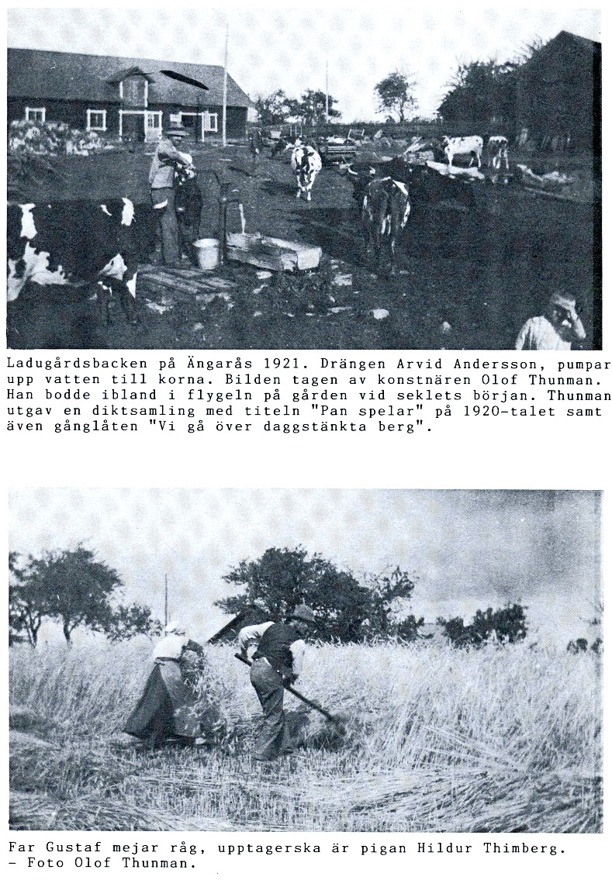 Ladugårdsbacken på Ängarås 1921. Drängen Arvid Andersson, pumpar
upp vatten till korna. Bilden tagen av konstnären Olof Thunman.
Han bodde ibland i flygeln på gården vid seklets början. Thunman
utgav en diktsamling med titeln "Pan spelar" på 1920-talet samt
även gånglåten "Vi gå över daggstänkta berg".
Far Gustaf mejar råg, upptagerska är pigan Hildur Thimberg.
- Foto Olof Thunman.